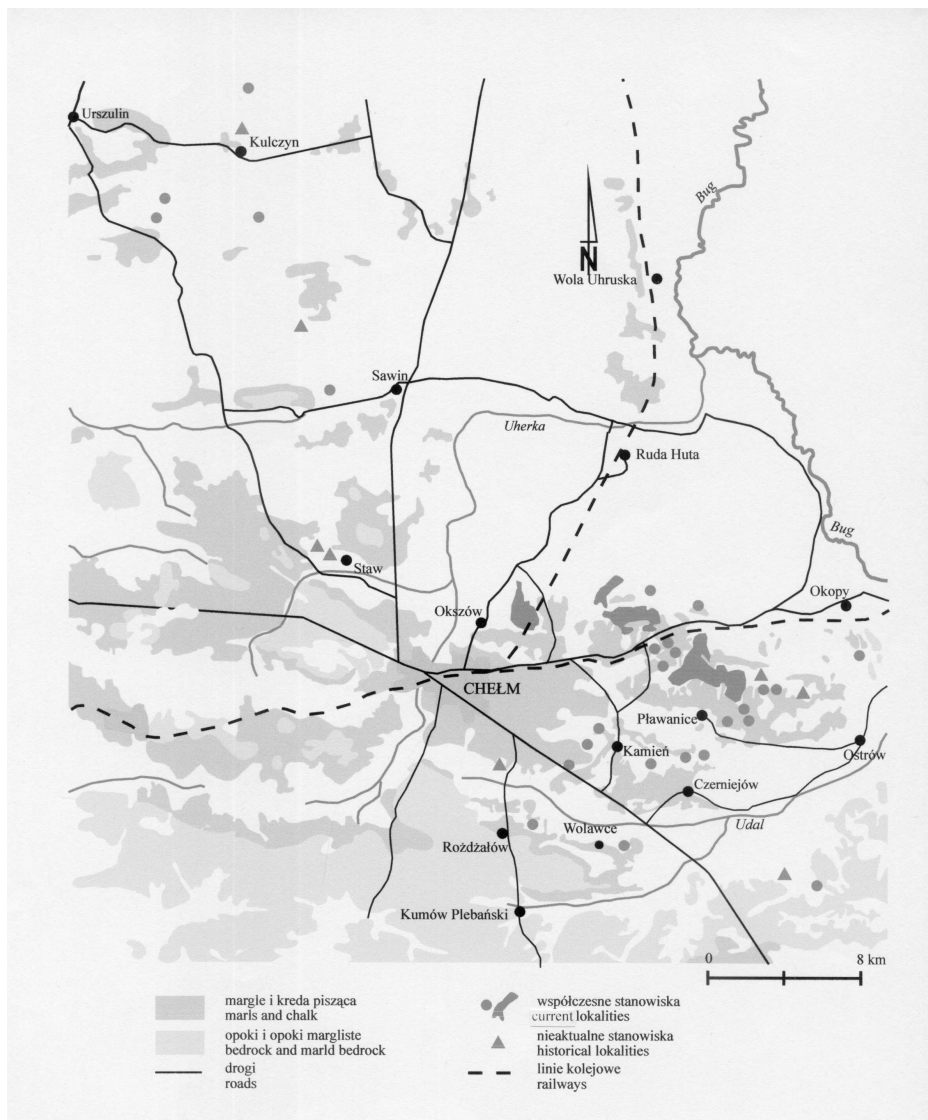 Urszulin
Kulczyn
Bug
N
Wola Uhruska
Sawin
Uherka
Ruda Huta
Bug
Staw
Okopy
Okszów
CHEŁM
Pławanice
Kamień
Ostrów
Czerniejów
Udal
Wolawce
Rożdżałów
Kumów Plebański
0 8 km
margle i kreda pisząca
marls and chalk
opoki i opoki margliste
bedrock and marld bedrock
drogi
roads
współczesne stanowiska
current lokalities
nieaktualne stanowiska
historical lokalities
linie kolejowe
railways